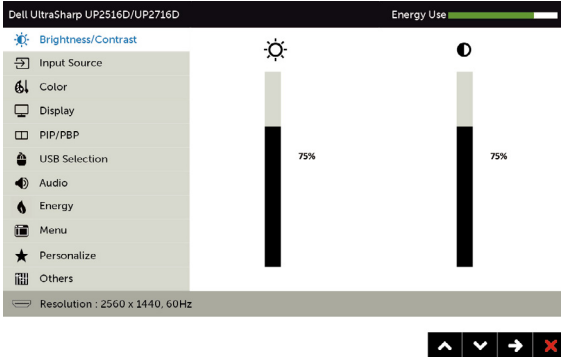 Dell UltraSharp UP2516D/UP2716D
Energy Use
Brightness/Contrast
Input Source
Color
Display
PIP/PBP
USB Selection
Audio
Energy
Menu
Personalize
Others
75%
75%
Resolution : 2560 x 1440, 60Hz